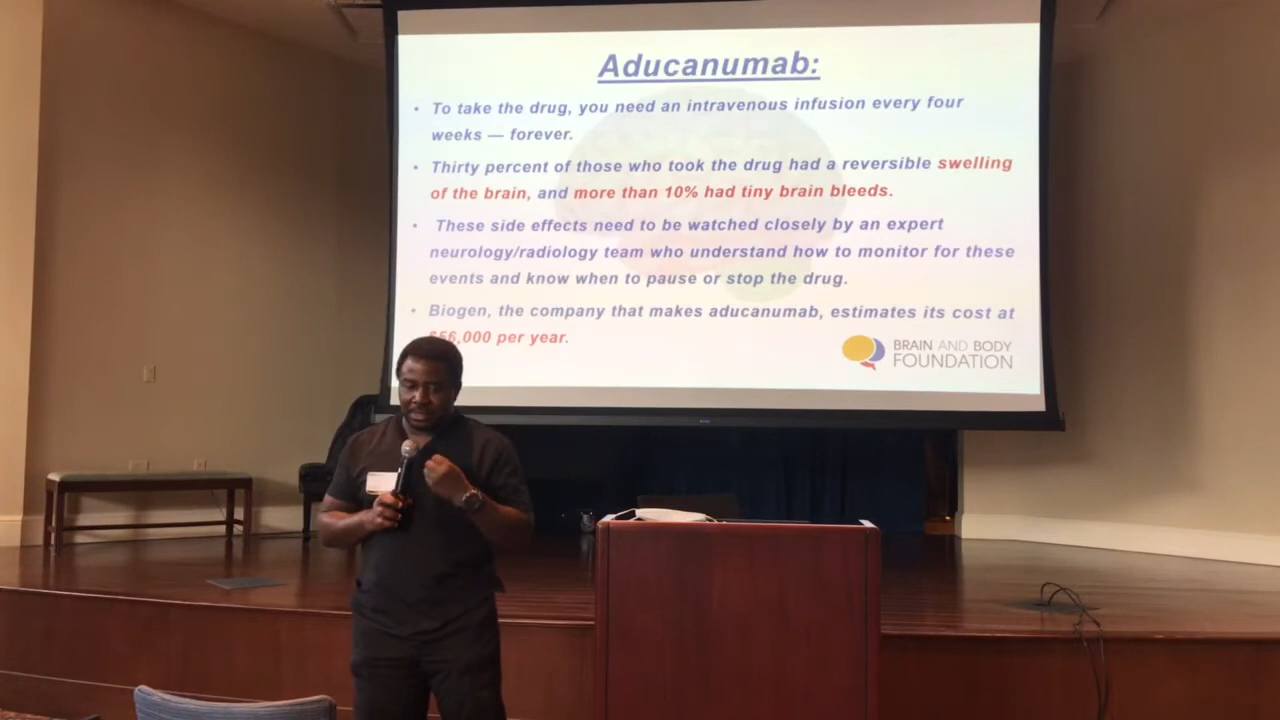 Aducanumab:
• To take the drug, you need an intravenous infusion every four
weeks — forever.
• Thirty percent of those who took the drug had a reversible swelling
of the brain, and more than 10% had tiny brain bleeds.
• These side effects need to be watched closely by an expert
neurology/radiology team who understand how to monitor for these
events and know when to pause or stop the drug.
• Biogen, the company that makes aducanumab, estimates its cost at
$56,000 per year.
BRAIN AND BODY
FOUNDATION